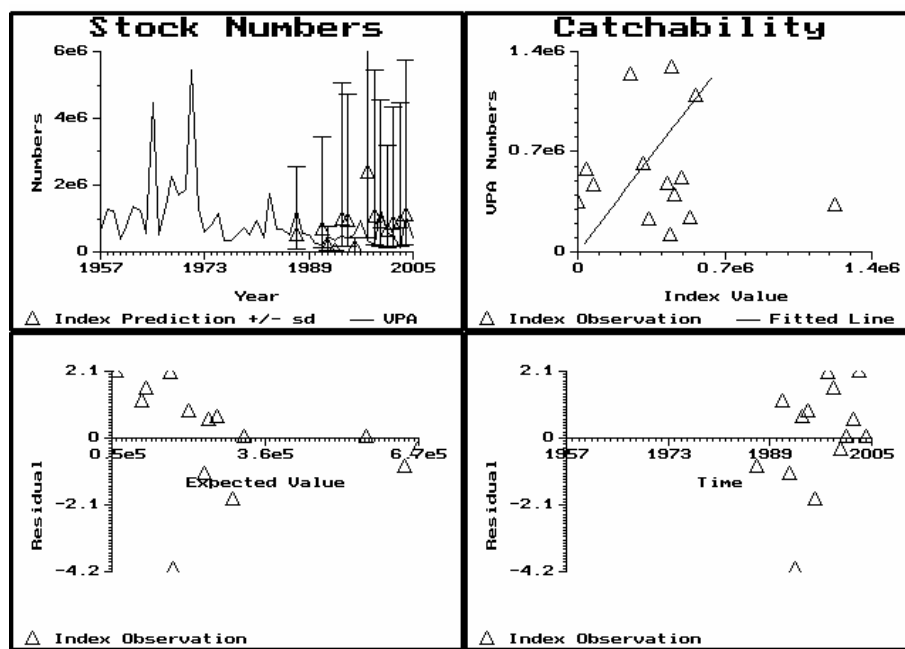 Stock Numbers
6e6
4e6
2e6
0
Numbers
1957 1973 1989 2005
Year
△ Index Prediction +/- sd — VPA
Catchability
1.4e6
0.7e6
0
VPA Numbers
0 0.7e6 1.4e6
Index Value
△ Index Observation — Fitted Line
2.1
0
-2.1
-4.2
Residual
0.5e5 3.6e5 6.7e5
Expected Value
△ Index Observation
2.1
0
-2.1
-4.2
Residual
1957 1973 1989 2005
Time
△ Index Observation